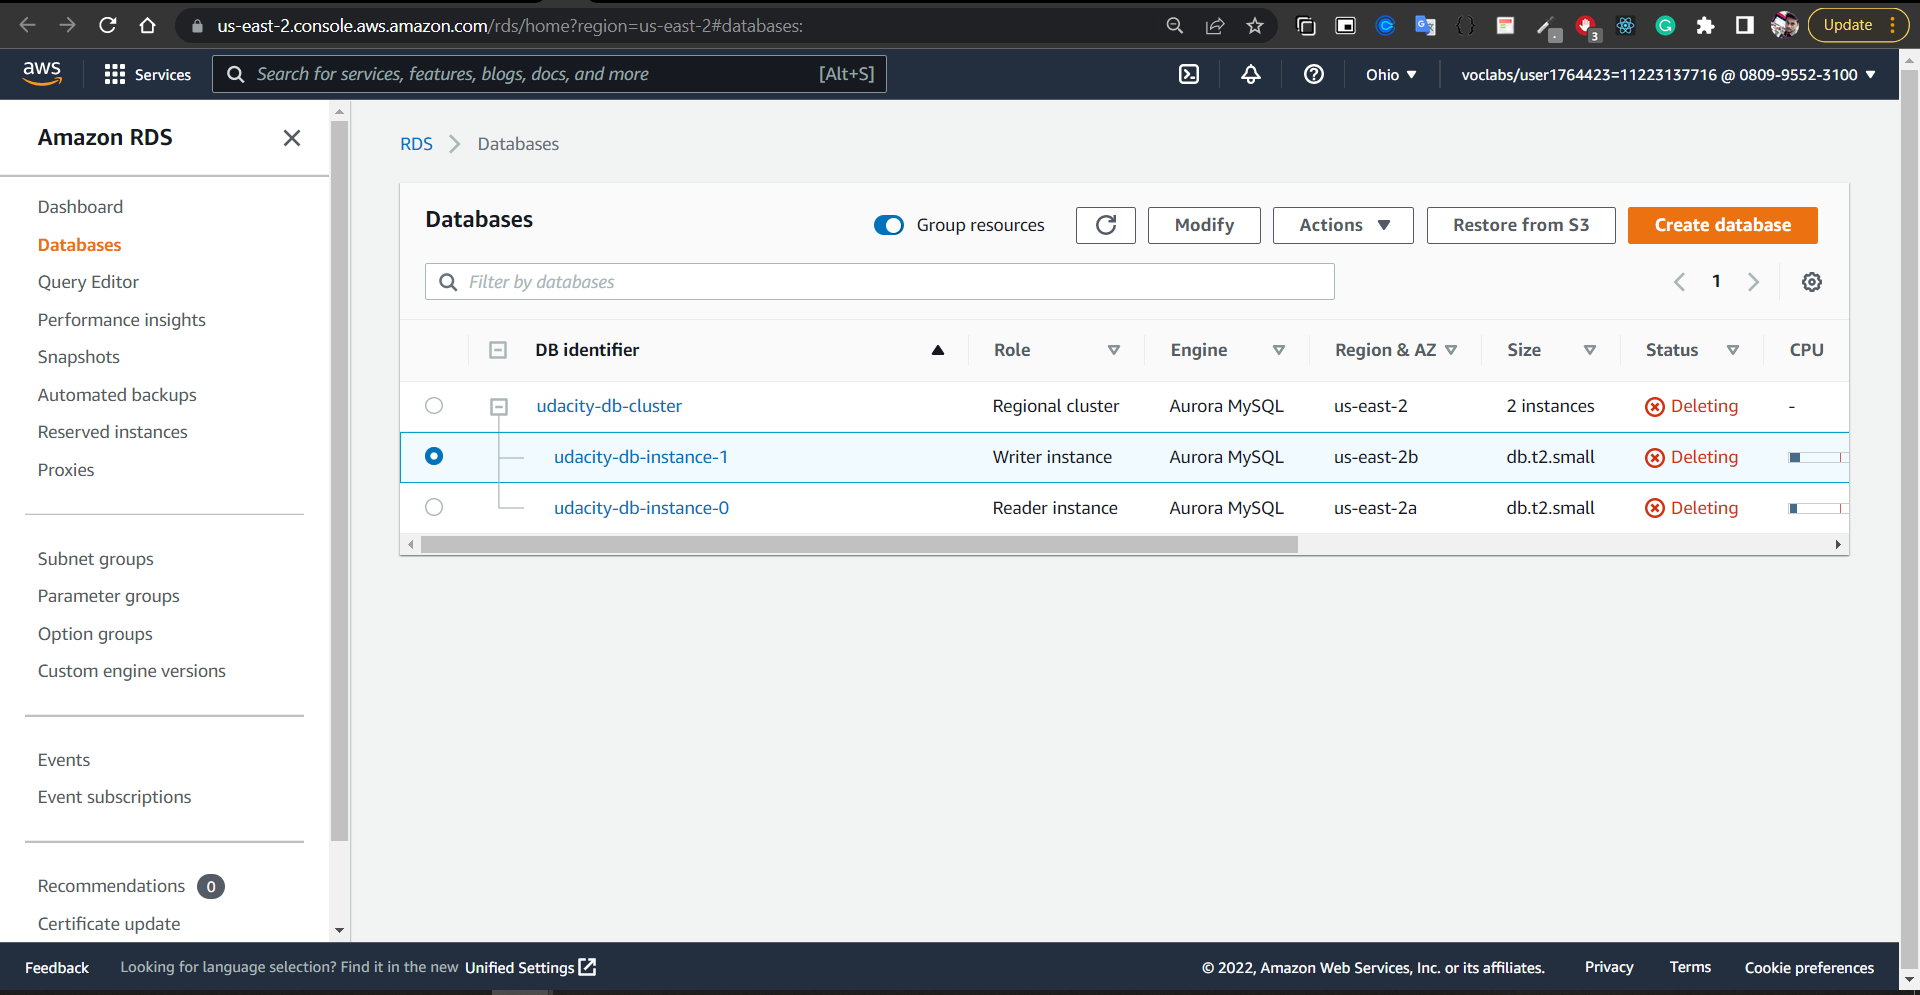 us-east-2.console.aws.amazon.com/rds/home?region=us-east-2#databases:
3
Update
aws
Services
Search for services, features, blogs, docs, and more
[Alt+S]
Ohio
voclabs/user1764423=11223137716 @ 0809-9552-3100
Amazon RDS
Dashboard
Databases
Query Editor
Performance insights
Snapshots
Automated backups
Reserved instances
Proxies
Subnet groups
Parameter groups
Option groups
Custom engine versions
Events
Event subscriptions
Recommendations 0
Certificate update
RDS
Databases
Databases
Group resources
Modify
Actions
Restore from S3
Create database
Filter by databases
1
DB identifier Role Engine Region & AZ Size Status CPU
udacity-db-cluster Regional cluster Aurora MySQL us-east-2 2 instances Deleting -
udacity-db-instance-1 Writer instance Aurora MySQL us-east-2b db.t2.small Deleting
udacity-db-instance-0 Reader instance Aurora MySQL us-east-2a db.t2.small Deleting
Feedback
Looking for language selection? Find it in the new Unified Settings
© 2022, Amazon Web Services, Inc. or its affiliates.
Privacy
Terms
Cookie preferences